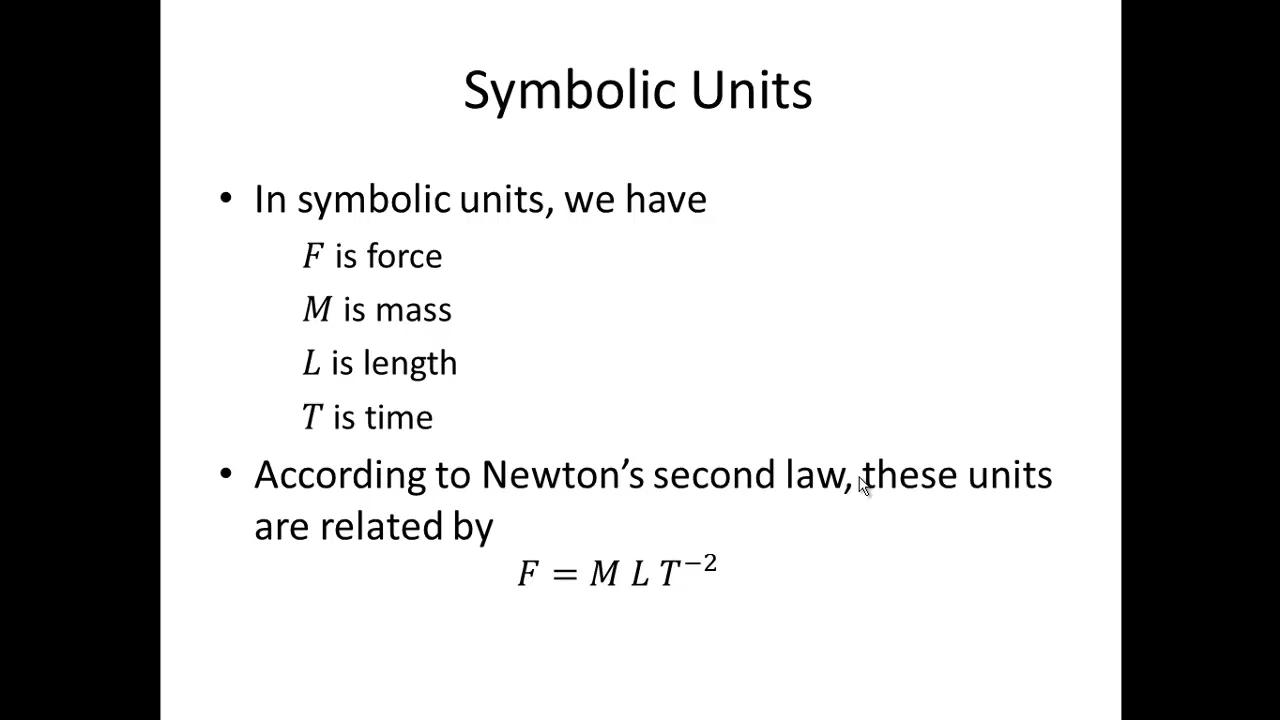 Symbolic Units
• In symbolic units, we have
F is force
M is mass
L is length
T is time
• According to Newton’s second law, these units
are related by
F = M L T⁻²